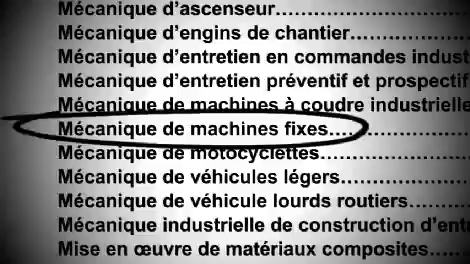 Mécanique d'ascenseur................
Mécanique d'engins de chantier................
Mécanique d'entretien en commandes indust
Mécanique d'entretien préventif et prospectif
Mécanique de machines à coudre industrielle
Mécanique de machines fixes................
Mécanique de motocyclettes................
Mécanique de véhicules légers................
Mécanique de véhicule lourds routiers.........
Mécanique industrielle de construction d'entr
Mise en œuvre de matériaux composites......